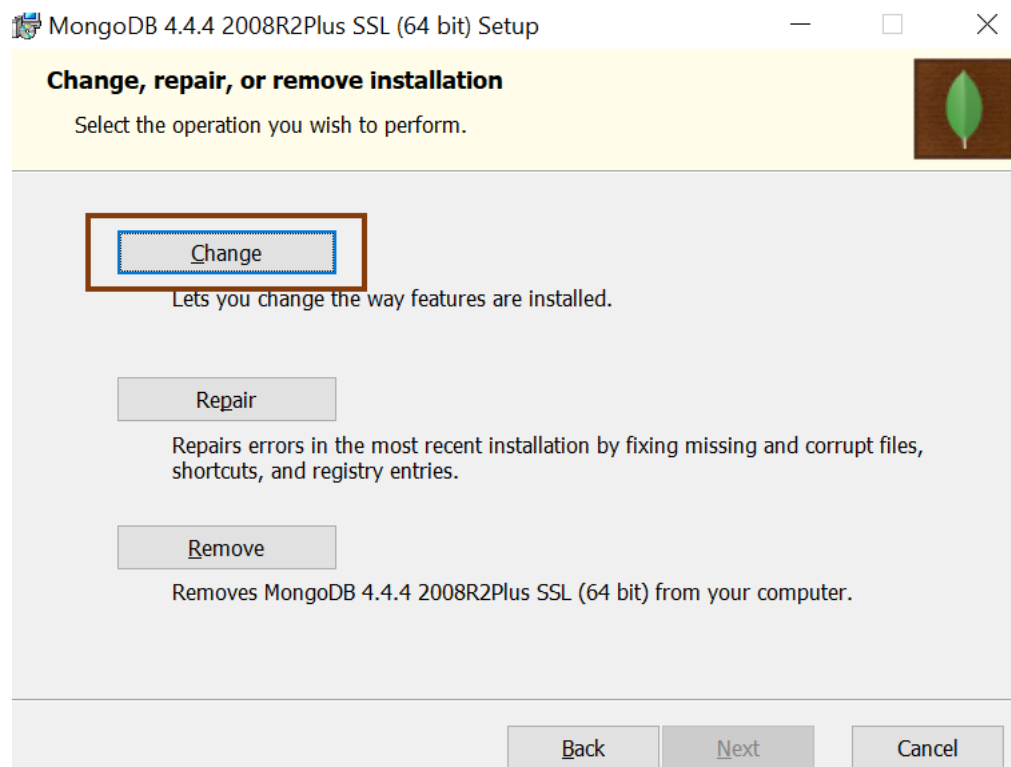 MongoDB 4.4.4 2008R2Plus SSL (64 bit) Setup
Change, repair, or remove installation
Select the operation you wish to perform.
Change
Lets you change the way features are installed.
Repair
Repairs errors in the most recent installation by fixing missing and corrupt files,
shortcuts, and registry entries.
Remove
Removes MongoDB 4.4.4 2008R2Plus SSL (64 bit) from your computer.
Back Next Cancel